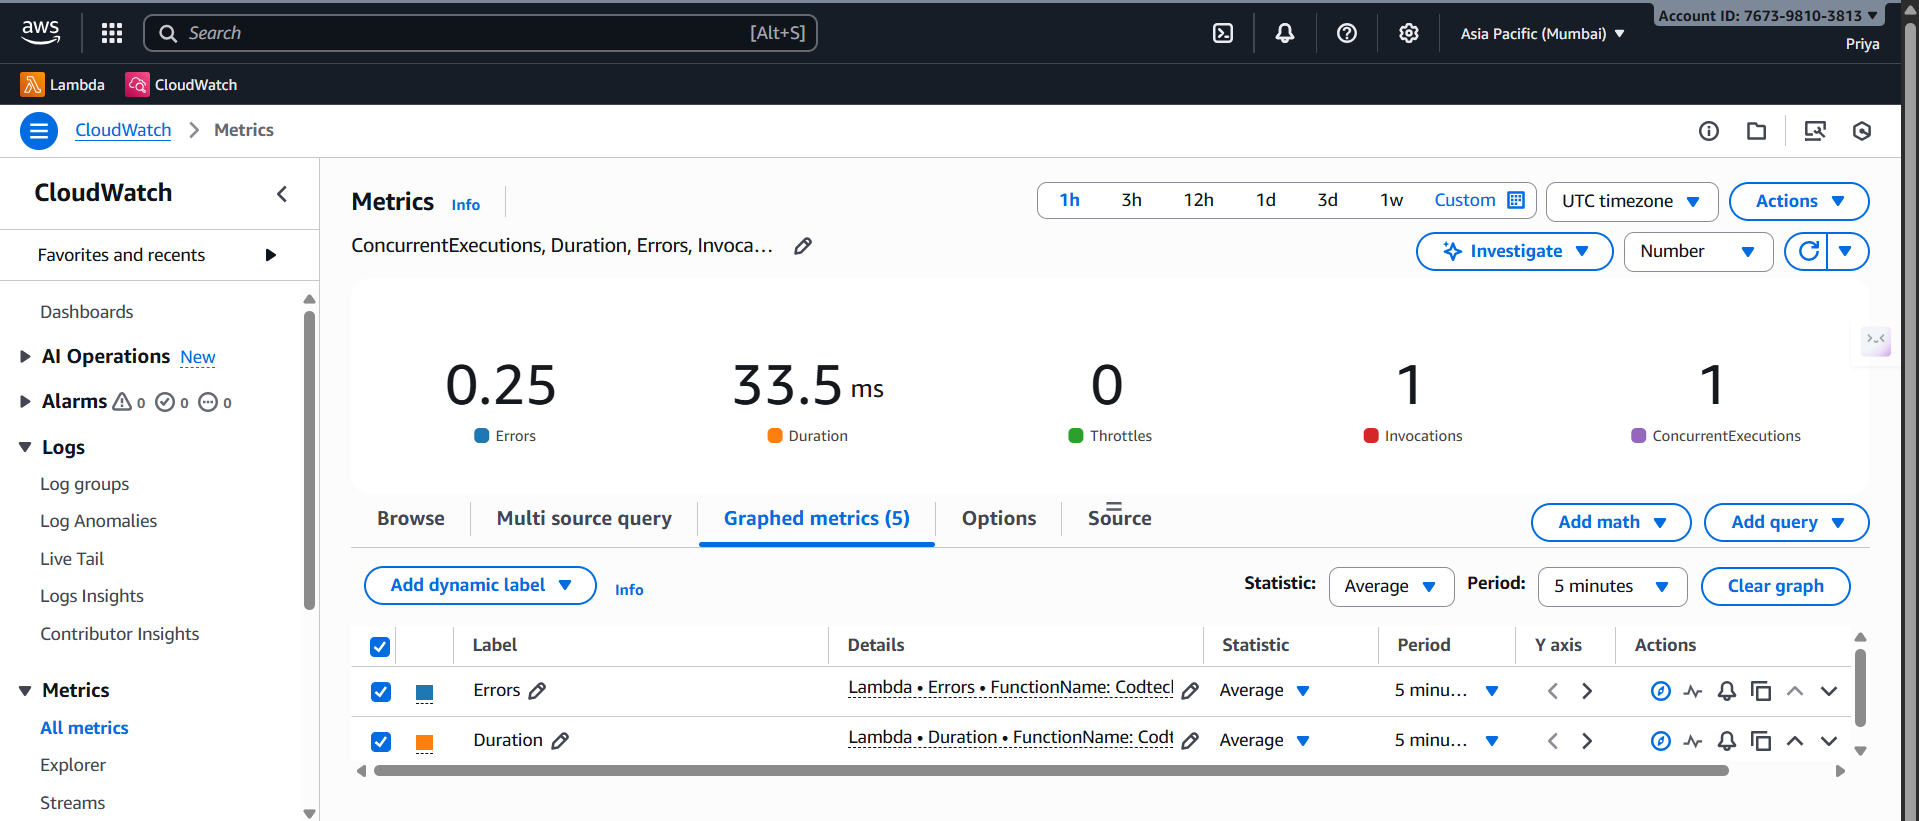 aws
Search [Alt+S]
Asia Pacific (Mumbai)
Account ID: 7673-9810-3813
Priya
Lambda
CloudWatch
CloudWatch
Metrics
CloudWatch
Favorites and recents
Dashboards
AI Operations New
Alarms 0 0 0
Logs
Log groups
Log Anomalies
Live Tail
Logs Insights
Contributor Insights
Metrics
All metrics
Explorer
Streams
Metrics Info
1h 3h 12h 1d 3d 1w Custom
UTC timezone
Actions
ConcurrentExecutions, Duration, Errors, Invoca...
Investigate
Number
0.25
Errors
33.5 ms
Duration
0
Throttles
1
Invocations
1
ConcurrentExecutions
Browse
Multi source query
Graphed metrics (5)
Options
Source
Add math
Add query
Add dynamic label
Info
Statistic: Average
Period: 5 minutes
Clear graph
Label Details Statistic Period Y axis Actions
Errors Lambda • Errors • FunctionName: Codtecl Average 5 minu...
Duration Lambda • Duration • FunctionName: Codt Average 5 minu...